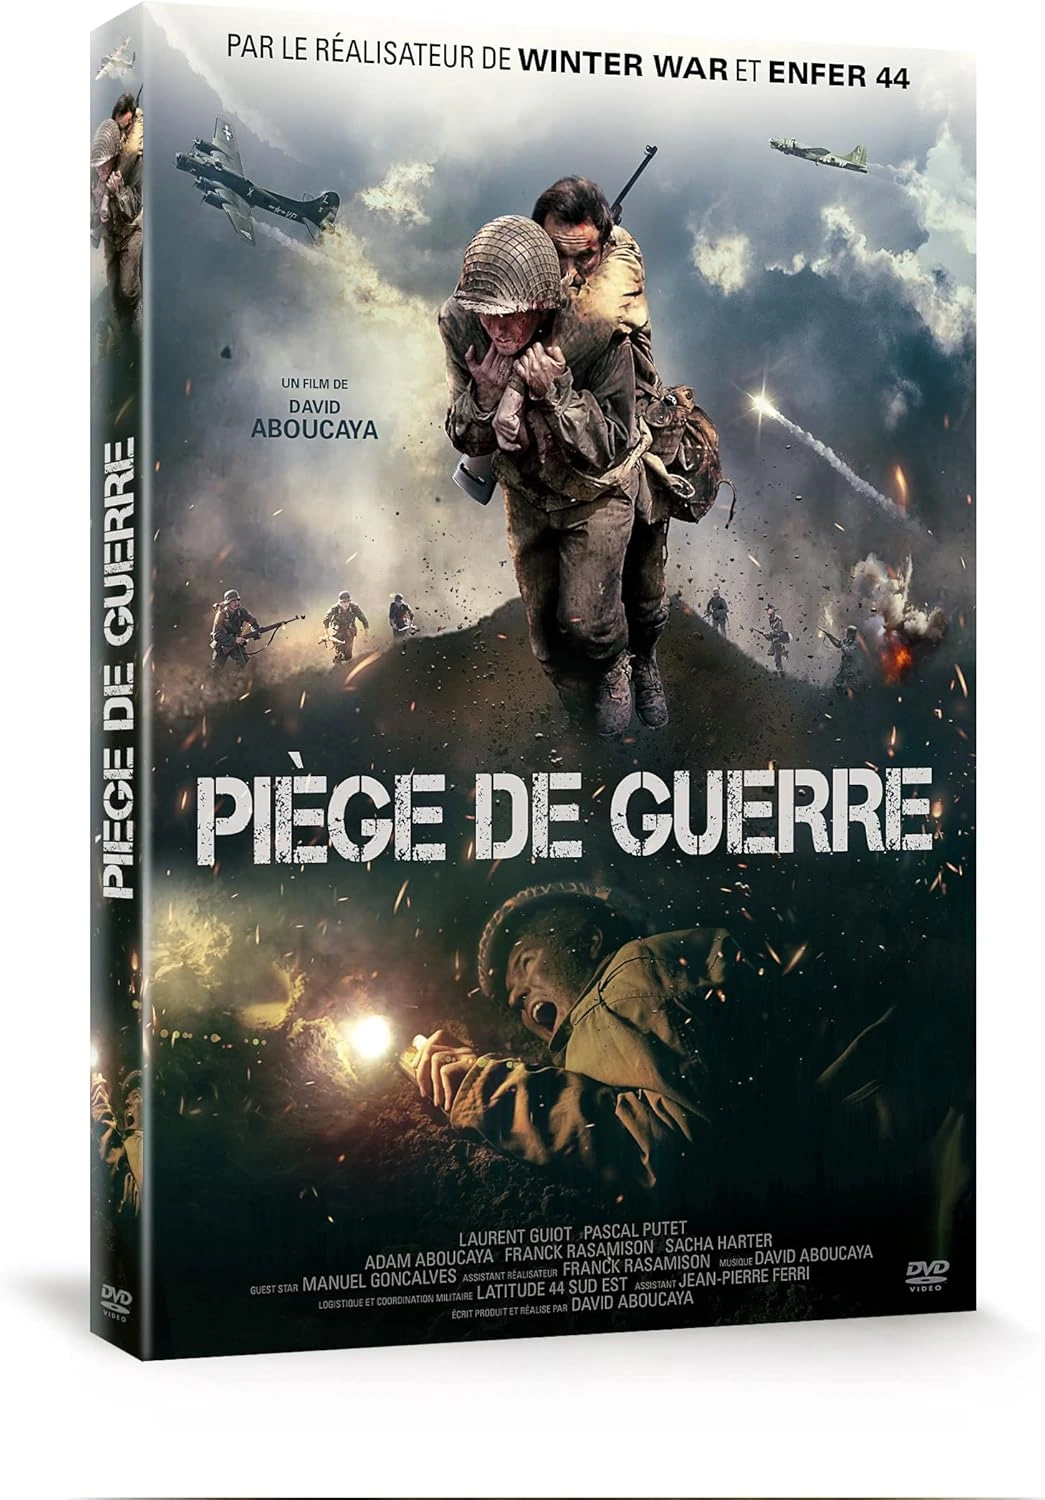 PAR LE RÉALISATEUR DE WINTER WAR ET ENFER 44
UN FILM DE
DAVID
ABOUCAYA
PIÈGE DE GUERRE
LAURENT GUIOT PASCAL PUTET
ADAM ABOUCAYA FRANCK RASAMISON SACHA HARTER
GUEST STAR MANUEL GONCALVES ASSISTANT RÉALISATEUR FRANCK RASAMISON MUSIQUE DAVID ABOUCAYA
LOGISTIQUE ET COORDINATION MILITAIRE LATITUDE 44 SUD EST ASSISTANT JEAN-PIERRE FERRI
ÉCRIT PRODUIT ET RÉALISE PAR DAVID ABOUCAYA
DVD
VIDEO
PIÈGE DE GUERRE
DVD
VIDEO